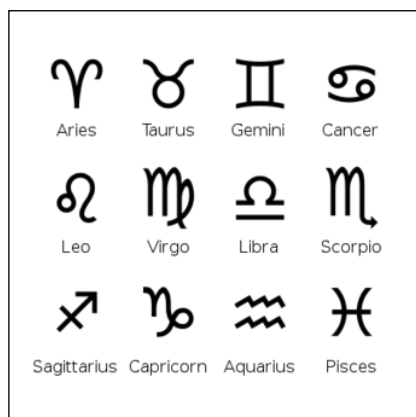 Aries Taurus Gemini Cancer
Leo Virgo Libra Scorpio
Sagittarius Capricorn Aquarius Pisces